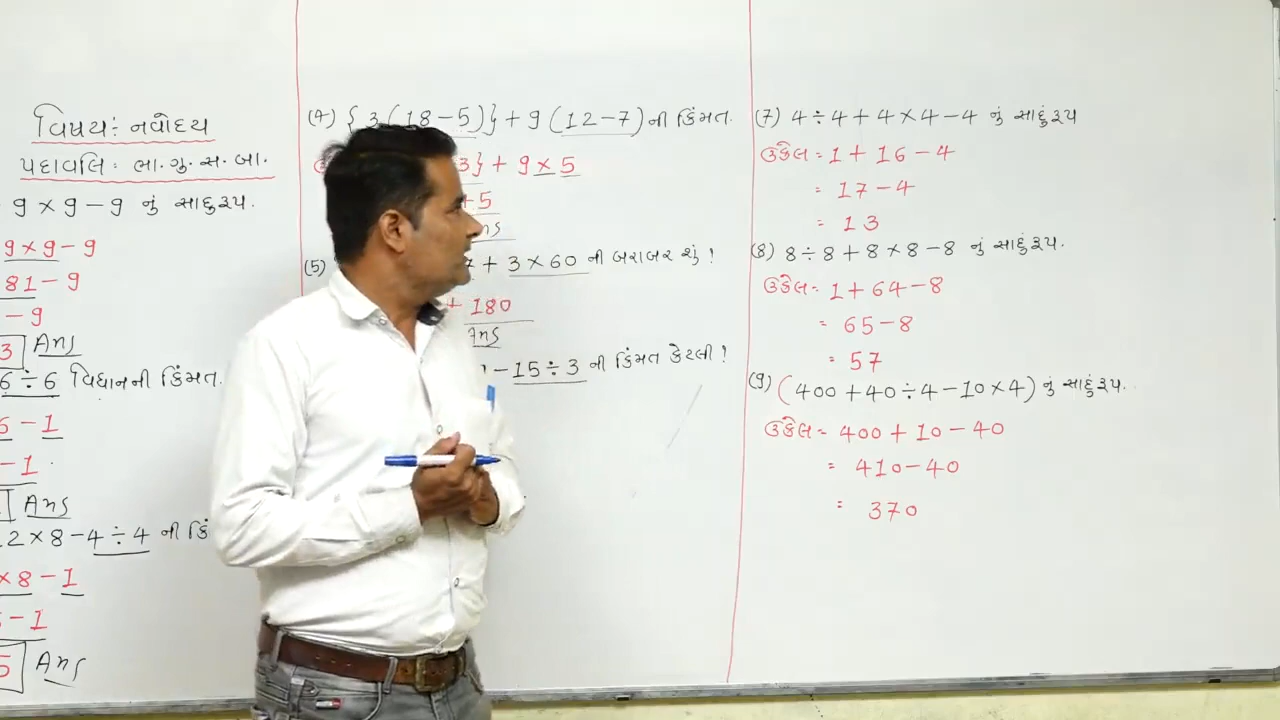 વિષય: નવોદય
પદાવલિ: ભા. ગુ. સ. બા.
9 × 9 - 9 નું સાદુરૂપ.
9 × 9 - 9
81 - 9
- 9
3 Ans
6 ÷ 6 વિધાનની કિંમત.
6 - 1
- 1
Ans
2 × 8 - 4 ÷ 4 ની
× 8 - 1
- 1
5 Ans
(4) { 3 (18 - 5)} + 9 (12 - 7) ની કિંમત.
3} + 9 × 5
+ 5
(5) + 3 × 60 ની બરાબર શું !
+ 180
Ans
- 15 ÷ 3 ની કિંમત કેટલી !
(7) 4 ÷ 4 + 4 × 4 - 4 નું સાદુંરૂપ
ઉકેલ = 1 + 16 - 4
= 17 - 4
= 13
(8) 8 ÷ 8 + 8 × 8 - 8 નું સાદુંરૂપ.
ઉકેલ = 1 + 64 - 8
= 65 - 8
= 57
(9) (400 + 40 ÷ 4 - 10 × 4) નું સાદુંરૂપ.
ઉકેલ = 400 + 10 - 40
= 410 - 40
= 370